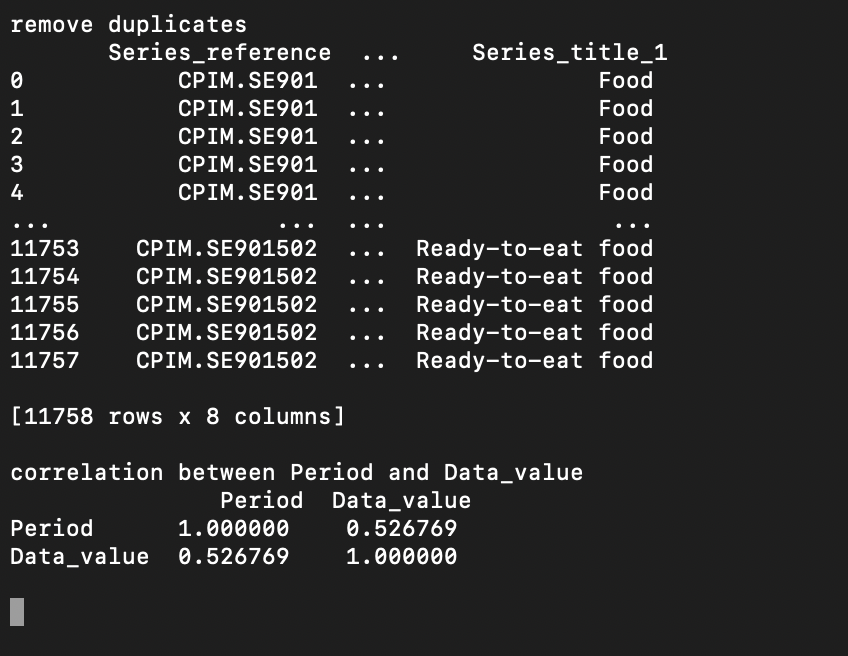 remove duplicates
Series_reference ... Series_title_1
0 CPIM.SE901 ... Food
1 CPIM.SE901 ... Food
2 CPIM.SE901 ... Food
3 CPIM.SE901 ... Food
4 CPIM.SE901 ... Food
... ... ... ...
11753 CPIM.SE901502 ... Ready-to-eat food
11754 CPIM.SE901502 ... Ready-to-eat food
11755 CPIM.SE901502 ... Ready-to-eat food
11756 CPIM.SE901502 ... Ready-to-eat food
11757 CPIM.SE901502 ... Ready-to-eat food
[11758 rows x 8 columns]
correlation between Period and Data_value
Period Data_value
Period 1.000000 0.526769
Data_value 0.526769 1.000000